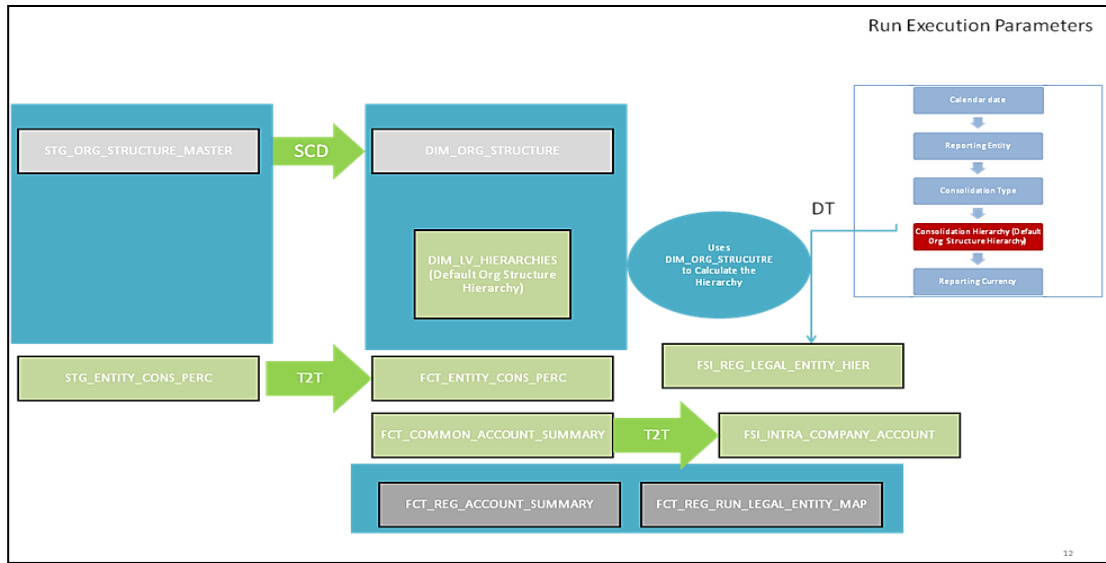 Run Execution Parameters
Calendar date
STG_ORG_STRUCTURE_MASTER
SCD
DIM_ORG_STRUCTURE
Reporting Entity
Consolidation Type
DT
Consolidation Hierarchy (Default
Org Structure Hierarchy)
Reporting Currency
DIM_LV_HIERARCHIES
(Default Org Structure
Hierarchy)
Uses
DIM_ORG_STRUCUTRE
to Calculate the
Hierarchy
STG_ENTITY_CONS_PERC
T2T
FCT_ENTITY_CONS_PERC
FSI_REG_LEGAL_ENTITY_HIER
FCT_COMMON_ACCOUNT_SUMMARY
T2T
FSI_INTRA_COMPANY_ACCOUNT
FCT_REG_ACCOUNT_SUMMARY
FCT_REG_RUN_LEGAL_ENTITY_MAP
12